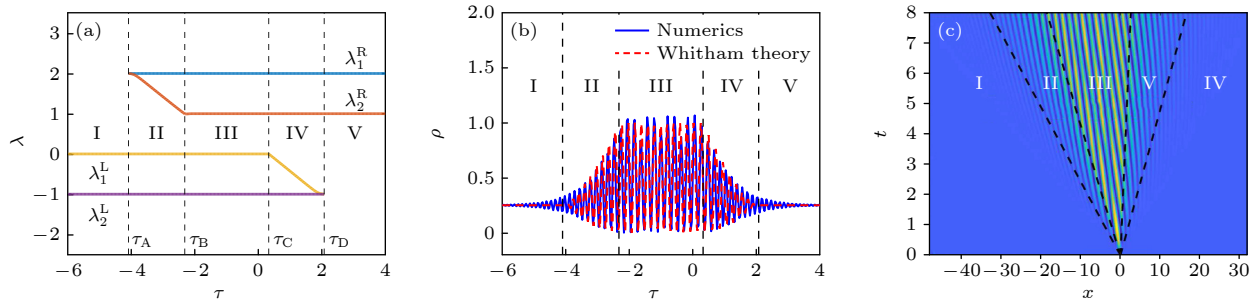 (a)
λ
2
1
0
−1
−2
λ₁ᴿ
λ₂ᴿ
I II III IV V
λ₁ᴸ
λ₂ᴸ
τA τB τC τD
−6 −4 −2 0 2 4
τ
(b)
ρ
2.0
1.5
1.0
0.5
0
Numerics
Whitham theory
I II III IV V
−6 −4 −2 0 2 4
τ
(c)
t
8
7
6
5
4
3
2
1
0
I II III V IV
−40 −30 −20 −10 0 10 20 30
x